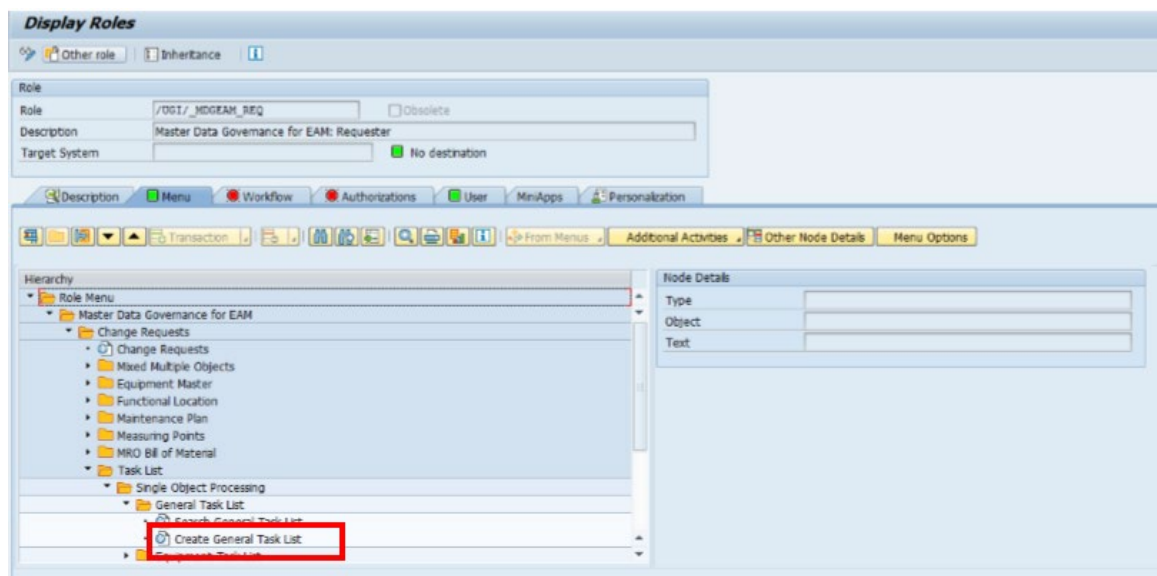 Display Roles
Other role Inheritance
Role
Role /UGI/_MDGEAM_REQ Obsolete
Description Master Data Governance for EAM: Requester
Target System No destination
Description Menu Workflow Authorizations User MiniApps Personalization
Transaction From Menus Additional Activities Other Node Details Menu Options
Hierarchy Node Details
Role Menu Type
Master Data Governance for EAM Object
Change Requests Text
Change Requests
Mixed Multiple Objects
Equipment Master
Functional Location
Maintenance Plan
Measuring Points
MRO Bill of Material
Task List
Single Object Processing
General Task List
Search General Task List
Create General Task List
Equipment Task List